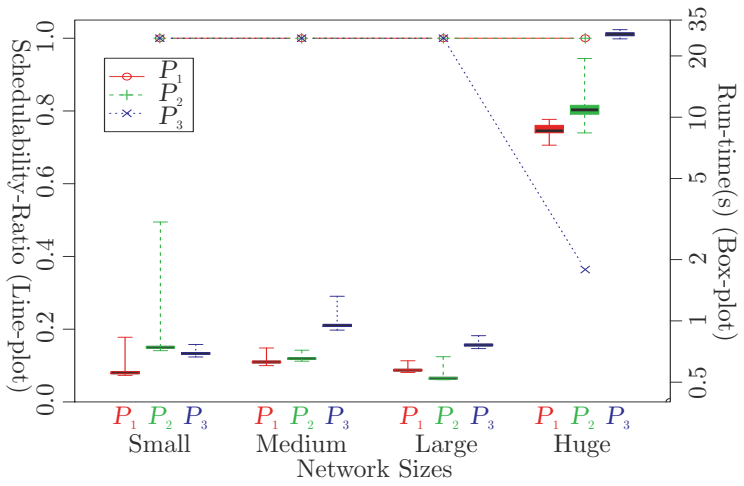 Schedulability-Ratio (Line-plot)
1.0
0.8
0.6
0.4
0.2
0.0
P1
P2
P3
35
20
10
5
2
1
0.5
Run-time(s) (Box-plot)
P1 P2 P3 P1 P2 P3 P1 P2 P3 P1 P2 P3
Small Medium Large Huge
Network Sizes